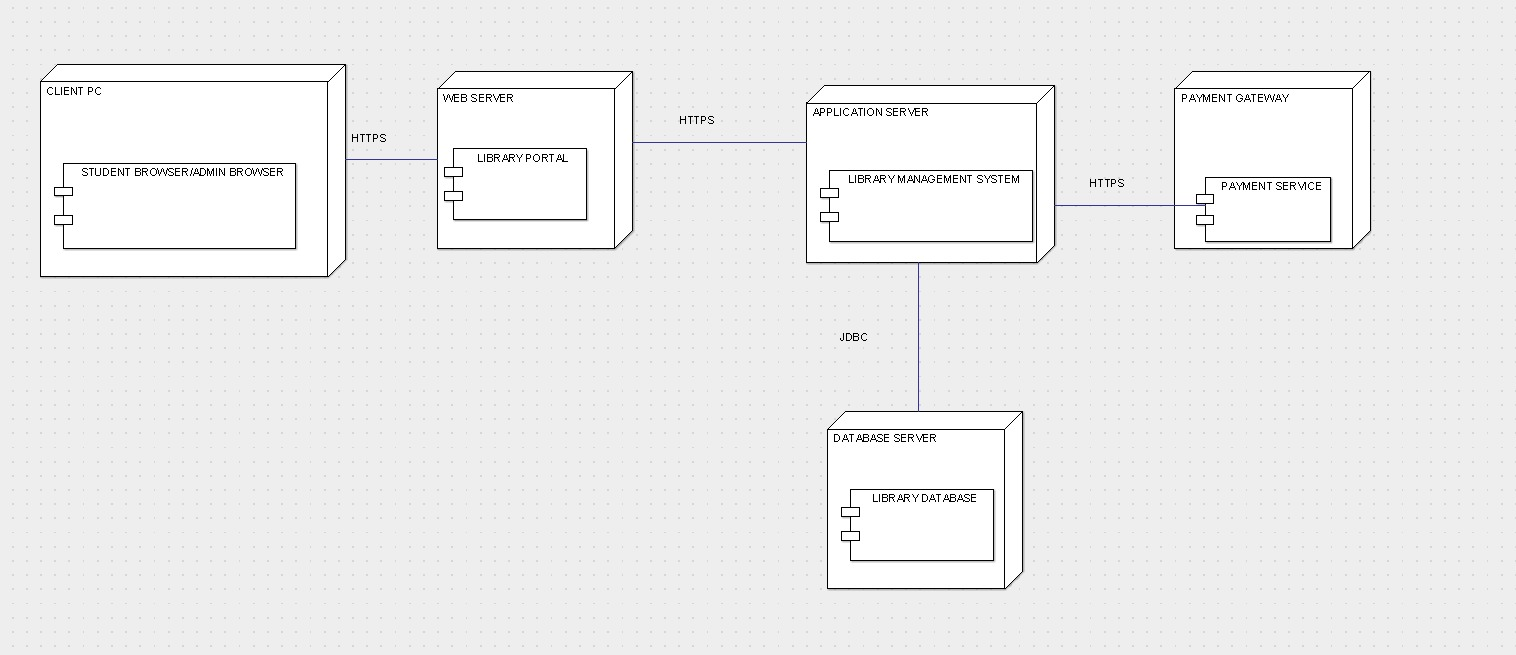 CLIENT PC
STUDENT BROWSER/ADMIN BROWSER
HTTPS
WEB SERVER
LIBRARY PORTAL
HTTPS
APPLICATION SERVER
LIBRARY MANAGEMENT SYSTEM
HTTPS
PAYMENT GATEWAY
PAYMENT SERVICE
JDBC
DATABASE SERVER
LIBRARY DATABASE